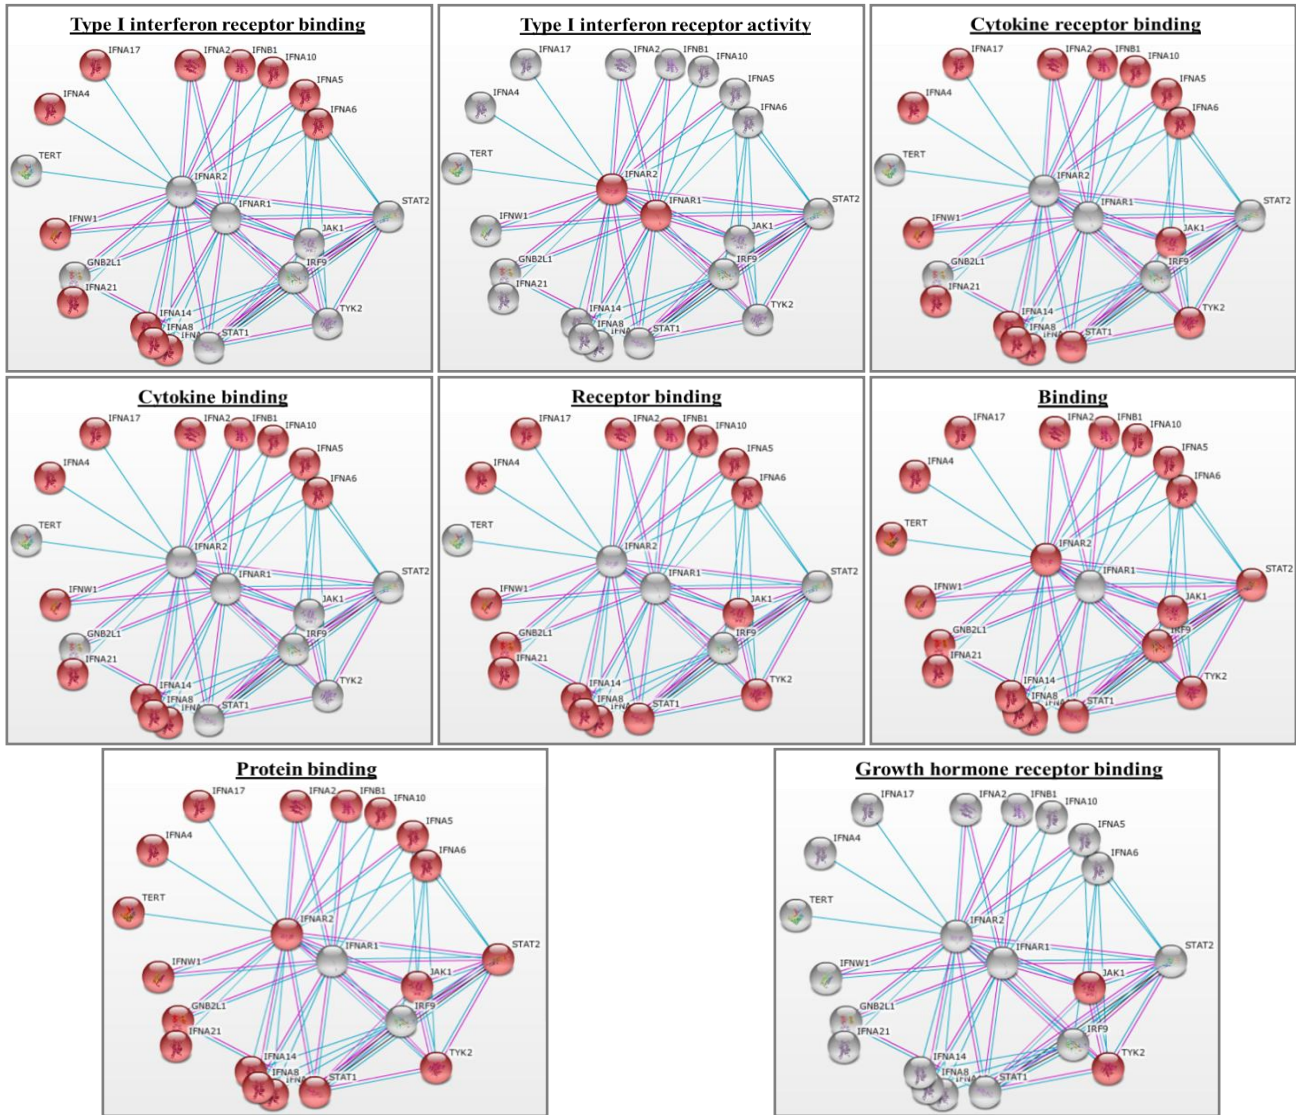 Type I interferon receptor binding
IFNA17
IFNA2
IFNB1
IFNA10
IFNA5
IFNA6
IFNA4
TERT
IFNAR2
IFNAR1
STAT2
IFNW1
JAK1
GNB2L1
IRF9
IFNA21
IFNA14
TYK2
IFNA8
STAT1
Type I interferon receptor activity
IFNA17
IFNA2
IFNB1
IFNA10
IFNA5
IFNA6
IFNA4
TERT
IFNAR2
IFNAR1
STAT2
IFNW1
JAK1
GNB2L1
IRF9
IFNA21
IFNA14
TYK2
IFNA8
STAT1
Cytokine receptor binding
IFNA17
IFNA2
IFNB1
IFNA10
IFNA5
IFNA6
IFNA4
TERT
IFNAR2
IFNAR1
STAT2
IFNW1
JAK1
GNB2L1
IRF9
IFNA21
IFNA14
TYK2
IFNA8
STAT1
Cytokine binding
IFNA17
IFNA2
IFNB1
IFNA10
IFNA5
IFNA6
IFNA4
TERT
IFNAR2
IFNAR1
STAT2
IFNW1
JAK1
GNB2L1
IRF9
IFNA21
IFNA14
TYK2
IFNA8
STAT1
Receptor binding
IFNA17
IFNA2
IFNB1
IFNA10
IFNA5
IFNA6
IFNA4
TERT
IFNAR2
IFNAR1
STAT2
IFNW1
JAK1
GNB2L1
IRF9
IFNA21
IFNA14
TYK2
IFNA8
STAT1
Binding
IFNA17
IFNA2
IFNB1
IFNA10
IFNA5
IFNA6
IFNA4
TERT
IFNAR2
IFNAR1
STAT2
IFNW1
JAK1
GNB2L1
IRF9
IFNA21
IFNA14
TYK2
IFNA8
STAT1
Protein binding
IFNA17
IFNA2
IFNB1
IFNA10
IFNA5
IFNA6
IFNA4
TERT
IFNAR2
IFNAR1
STAT2
IFNW1
JAK1
GNB2L1
IRF9
IFNA21
IFNA14
TYK2
IFNA8
STAT1
Growth hormone receptor binding
IFNA17
IFNA2
IFNB1
IFNA10
IFNA5
IFNA6
IFNA4
TERT
IFNAR2
IFNAR1
STAT2
IFNW1
JAK1
GNB2L1
IRF9
IFNA21
IFNA14
TYK2
IFNA8
STAT1